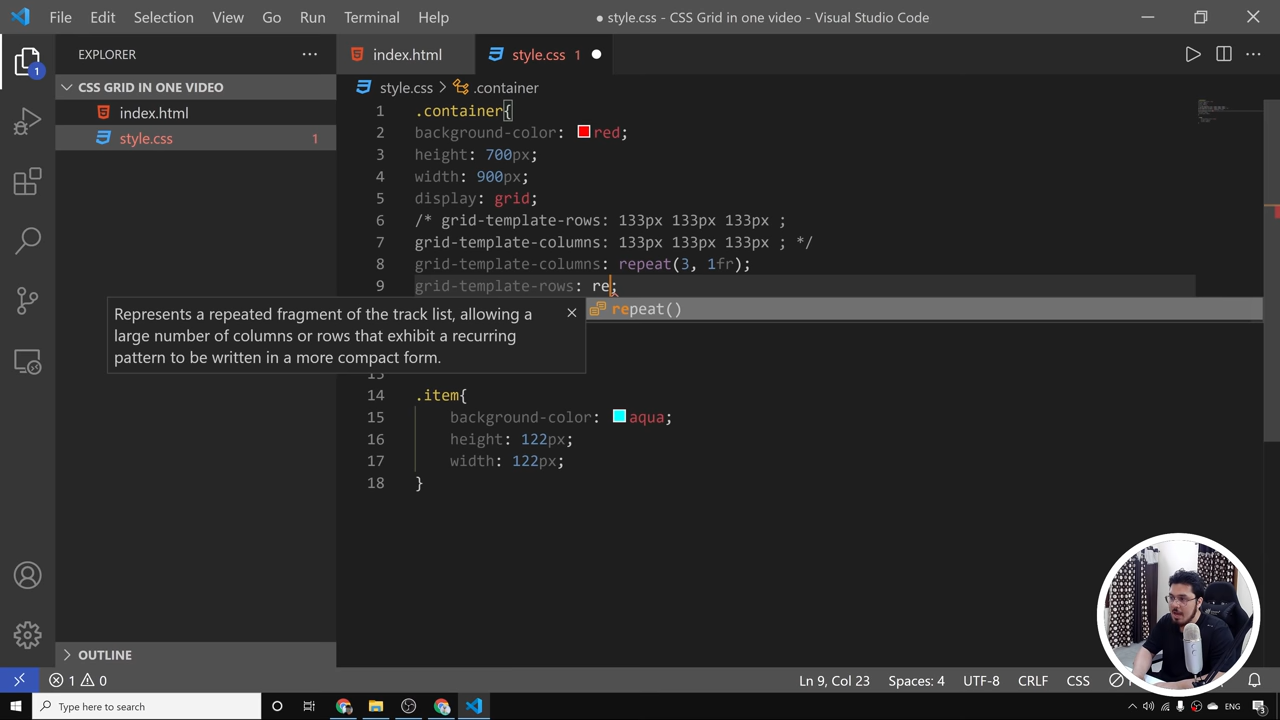 File Edit Selection View Go Run Terminal Help
● style.css - CSS Grid in one video - Visual Studio Code
EXPLORER
index.html
style.css 1
CSS GRID IN ONE VIDEO
style.css > .container
index.html
style.css 1
1 .container{
2 background-color: red;
3 height: 700px;
4 width: 900px;
5 display: grid;
6 /* grid-template-rows: 133px 133px 133px ;
7 grid-template-columns: 133px 133px 133px ; */
8 grid-template-columns: repeat(3, 1fr);
9 grid-template-rows: re;
repeat()
Represents a repeated fragment of the track list, allowing a
large number of columns or rows that exhibit a recurring
pattern to be written in a more compact form.
13
14 .item{
15 background-color: aqua;
16 height: 122px;
17 width: 122px;
18 }
1
OUTLINE
1 0
Ln 9, Col 23 Spaces: 4 UTF-8 CRLF CSS
Type here to search
ENG
3